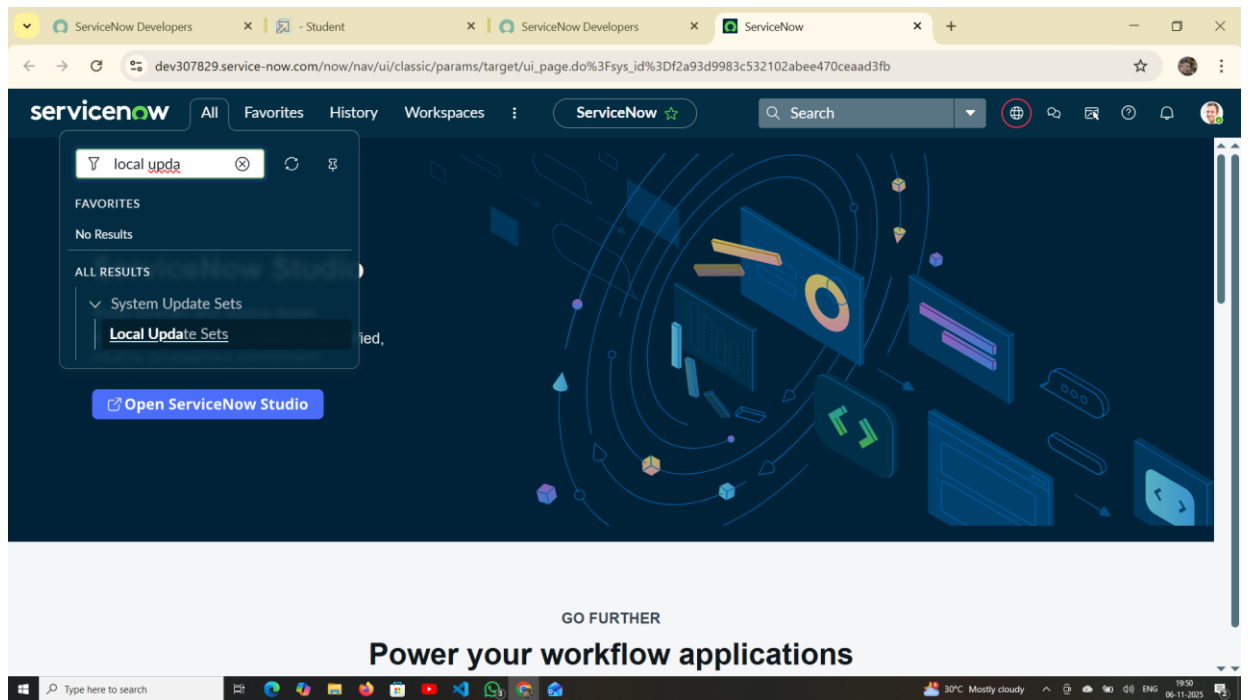 ServiceNow Developers
- Student
ServiceNow Developers
ServiceNow
dev307829.service-now.com/now/nav/ui/classic/params/target/ui_page.do%3Fsys_id%3Df2a93d9983c532102abee470ceaad3fb
servicenow All Favorites History Workspaces ServiceNow Search
local upda
FAVORITES
No Results
ALL RESULTS
System Update Sets
Local Update Sets
fied,
Open ServiceNow Studio
GO FURTHER
Power your workflow applications
Type here to search 30°C Mostly cloudy ENG 19:50
06-11-2025